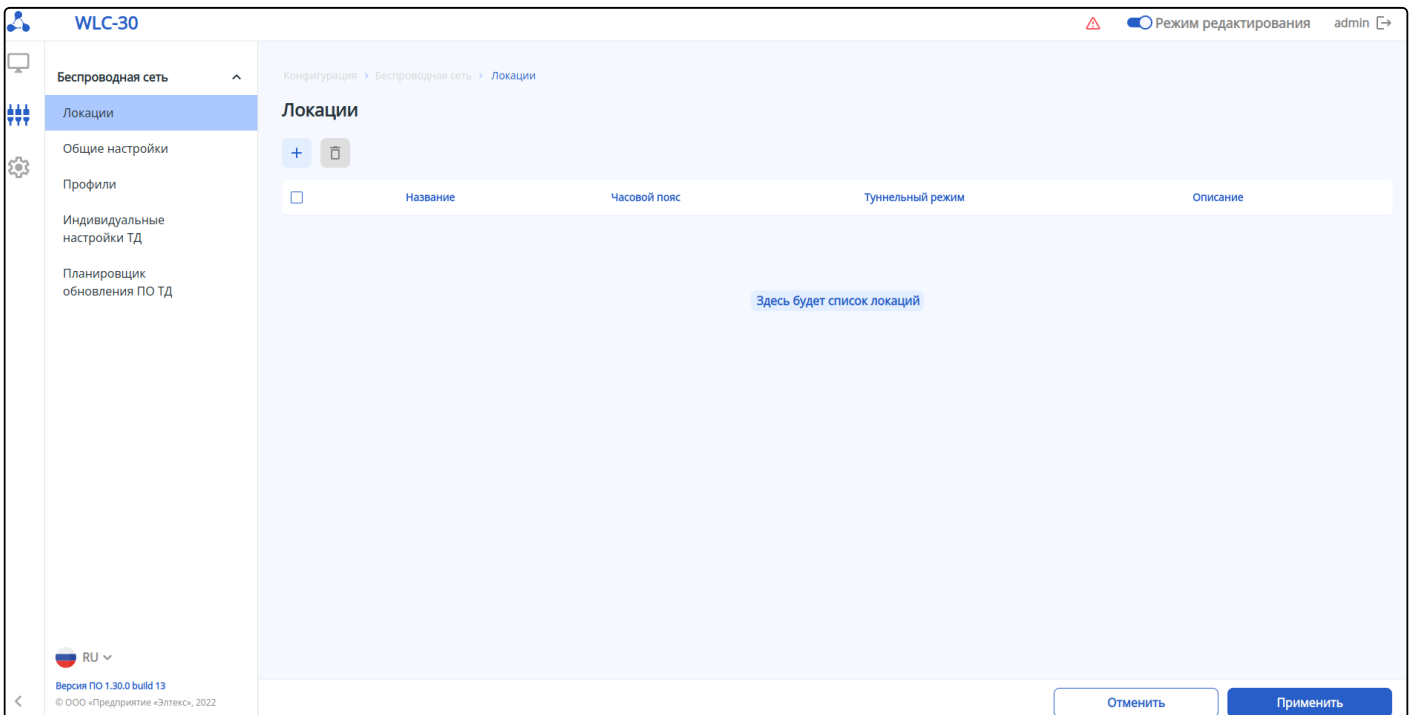 WLC-30
Режим редактирования
admin
Беспроводная сеть
Локации
Общие настройки
Профили
Индивидуальные
настройки ТД
Планировщик
обновления ПО ТД
RU
Версия ПО 1.30.0 build 13
© ООО «Предприятие «Элтекс», 2022
Конфигурация > Беспроводная сеть > Локации
Локации
Название Часовой пояс Туннельный режим Описание
Здесь будет список локаций
Отменить Применить